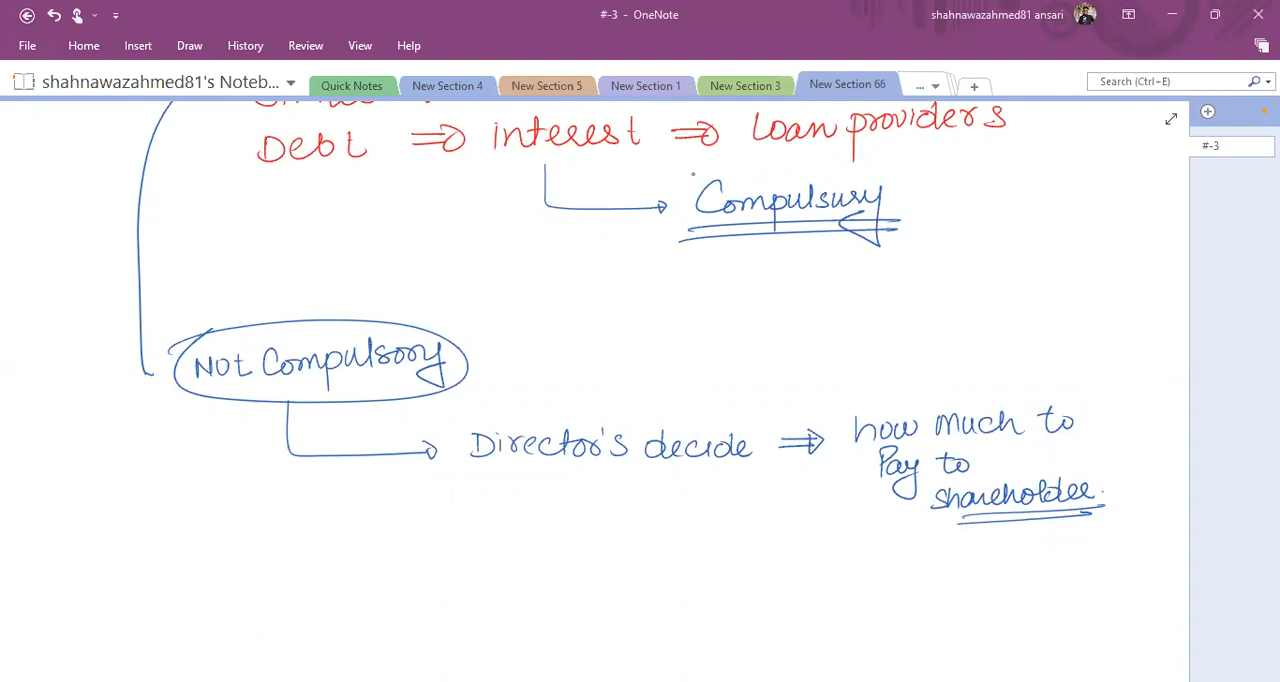 #-3 - OneNote
shahnawazahmed81 ansari
File Home Insert Draw History Review View Help
shahnawazahmed81's Noteb...
Quick Notes
New Section 4
New Section 5
New Section 1
New Section 3
New Section 66
...
Search (Ctrl+E)
#-3
Debt ⇒ interest ⇒ Loan providers
Compulsury
Not Compulsory
Director's decide ⇒ how much to
Pay to
shareholder.